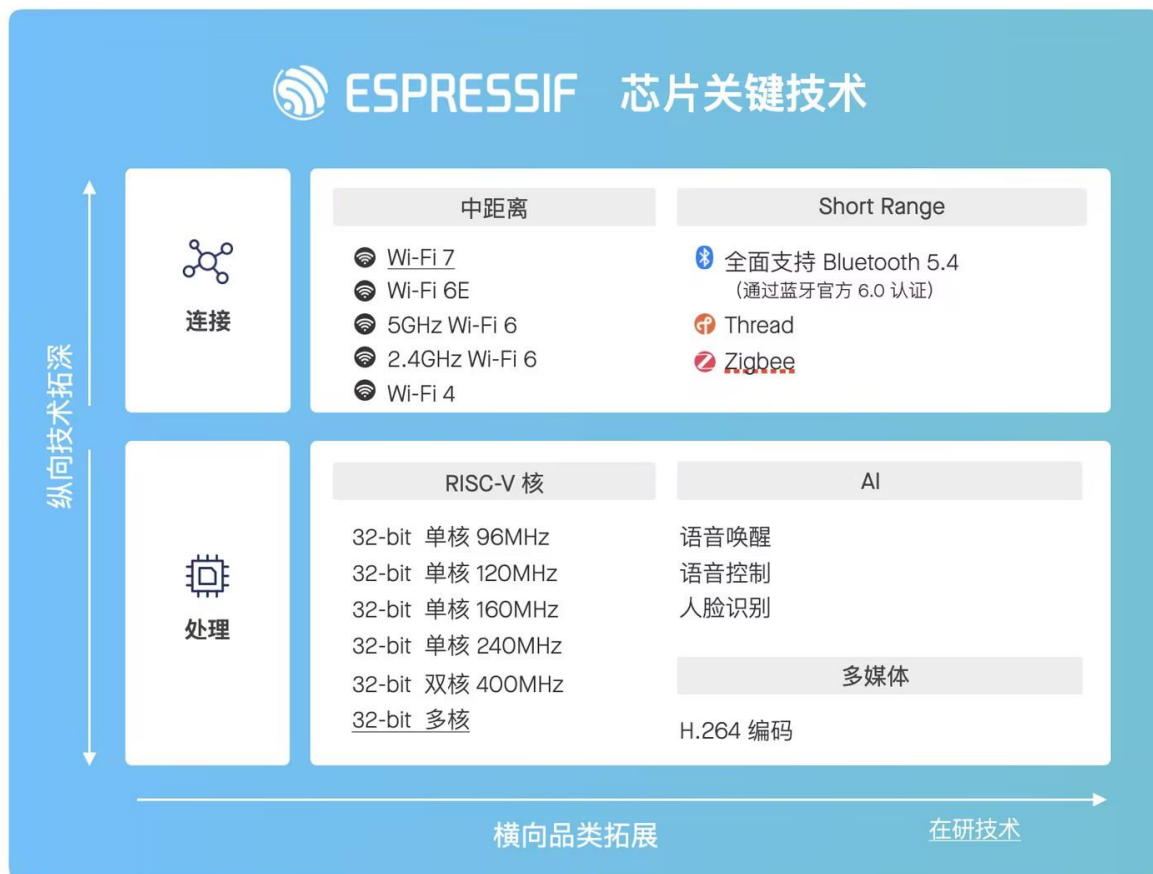 ESPRESSIF 芯片关键技术
纵向技术拓深
连接
中距离
Wi-Fi 7
Wi-Fi 6E
5GHz Wi-Fi 6
2.4GHz Wi-Fi 6
Wi-Fi 4
Short Range
全面支持 Bluetooth 5.4
（通过蓝牙官方 6.0 认证）
Thread
Zigbee
处理
RISC-V 核
32-bit 单核 96MHz
32-bit 单核 120MHz
32-bit 单核 160MHz
32-bit 单核 240MHz
32-bit 双核 400MHz
32-bit 多核
AI
语音唤醒
语音控制
人脸识别
多媒体
H.264 编码
横向品类拓展
在研技术